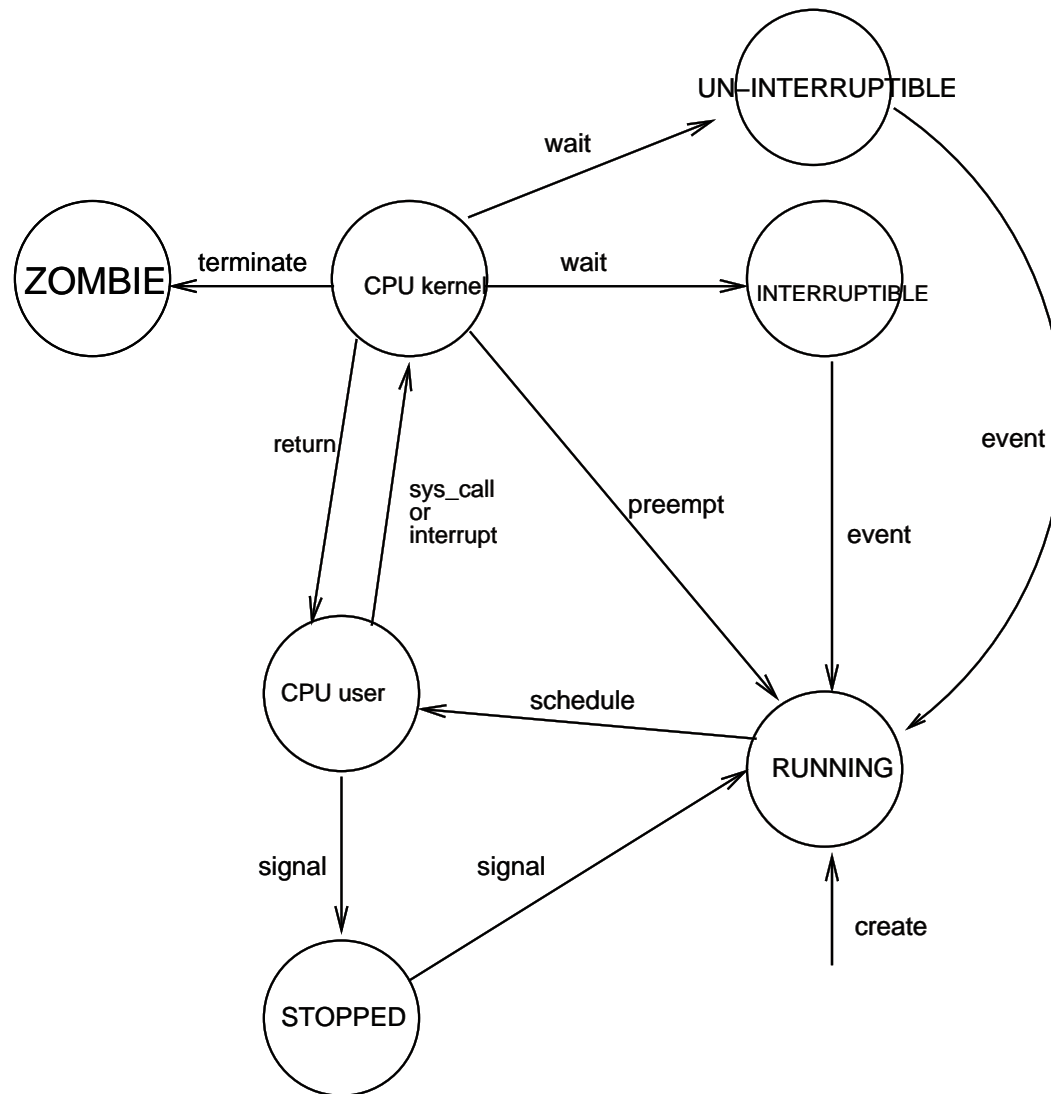 UN-INTERRUPTIBLE
wait
ZOMBIE
terminate
CPU kernel
wait
INTERRUPTIBLE
return
sys_call
or
interrupt
preempt
event
event
CPU user
schedule
RUNNING
signal
signal
create
STOPPED